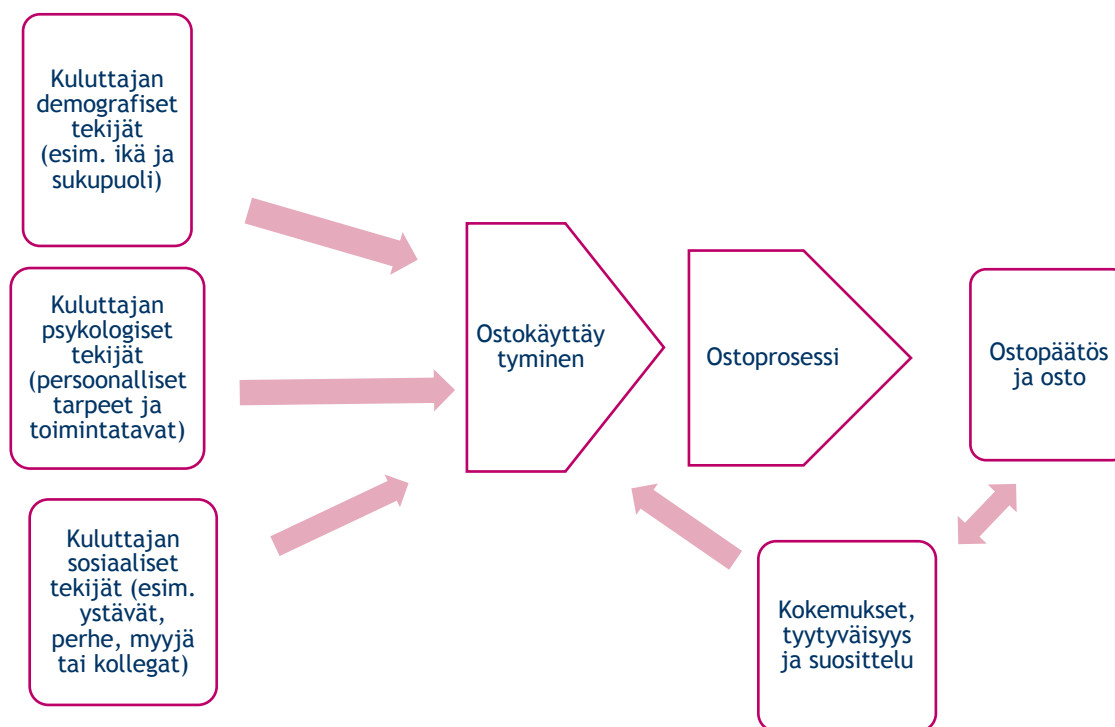 Kuluttajan
demografiset
tekijät
(esim. ikä ja
sukupuoli)
Kuluttajan
psykologiset
tekijät
(persoonalliset
tarpeet ja
toimintatavat)
Kuluttajan
sosiaaliset
tekijät (esim.
ystävät,
perhe, myyjä
tai kollegat)
Ostokäyttäy
tyminen
Ostoprosessi
Ostopäätös
ja osto
Kokemukset,
tyytyväisyys
ja suosittelu